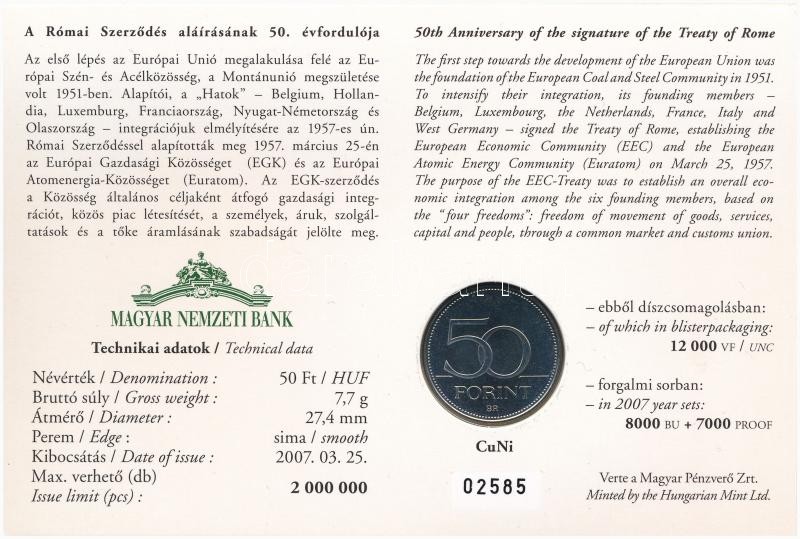 A Római Szerződés aláírásának 50. évfordulója
Az első lépés az Európai Unió megalakulása felé az Eu-
rópai Szén- és Acélközösség, a Montánunió megszületése
volt 1951-ben. Alapítói, a „Hatok” – Belgium, Hollan-
dia, Luxemburg, Franciaország, Nyugat-Németország és
Olaszország – integrációjuk elmélyítésére az 1957-es ún.
Római Szerződéssel alapították meg 1957. március 25-én
az Európai Gazdasági Közösséget (EGK) és az Európai
Atomenergia-Közösséget (Euratom). Az EGK-szerződés
a Közösség általános céljaként átfogó gazdasági integ-
rációt, közös piac létesítését, a személyek, áruk, szolgál-
tatások és a tőke áramlásának szabadságát jelölte meg.
50th Anniversary of the signature of the Treaty of Rome
The first step towards the development of the European Union was
the foundation of the European Coal and Steel Community in 1951.
To intensify their integration, its founding members –
Belgium, Luxembourg, the Netherlands, France, Italy and
West Germany – signed the Treaty of Rome, establishing the
European Economic Community (EEC) and the European
Atomic Energy Community (Euratom) on March 25, 1957.
The purpose of the EEC-Treaty was to establish an overall eco-
nomic integration among the six founding members, based on
the “four freedoms”: freedom of movement of goods, services,
capital and people, through a common market and customs union.
MAGYAR NEMZETI BANK
Technikai adatok / Technical data
Névérték / Denomination : 50 Ft / HUF
Bruttó súly / Gross weight : 7,7 g
Átmérő / Diameter : 27,4 mm
Perem / Edge : sima / smooth
Kibocsátás / Date of issue : 2007. 03. 25.
Max. verhető (db)
Issue limit (pcs) : 2 000 000
50
FORINT
BP.
CuNi
02585
– ebből díszcsomagolásban:
– of which in blisterpackaging:
12 000 VF / UNC
– forgalmi sorban:
– in 2007 year sets:
8000 BU + 7000 PROOF
Verte a Magyar Pénzverő Zrt.
Minted by the Hungarian Mint Ltd.